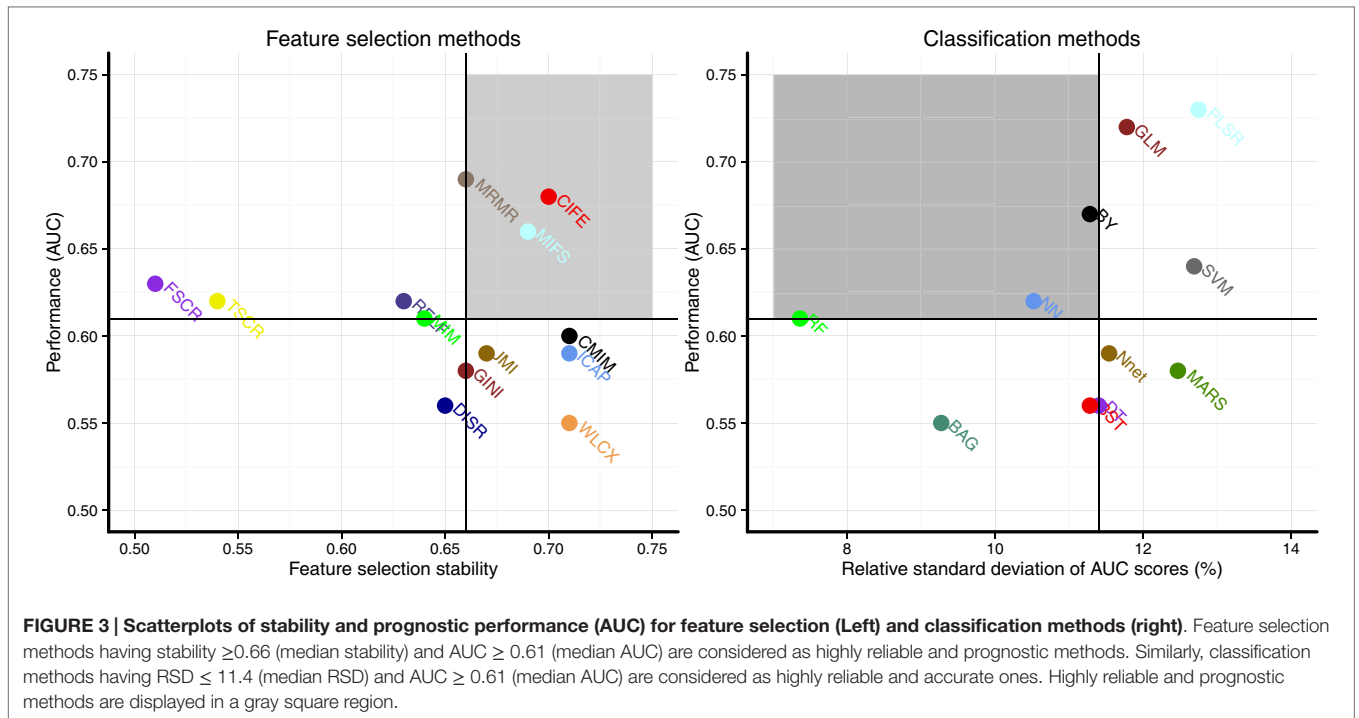 Feature selection methods
0.75
0.70
0.65
0.60
0.55
0.50
Performance (AUC)
MRMR
CIFE
MIFS
FSCR
TSCR
RELF
MIM
CMIM
JMI
ICAP
GINI
DISR
WLCX
0.50 0.55 0.60 0.65 0.70 0.75
Feature selection stability
Classification methods
0.75
0.70
0.65
0.60
0.55
0.50
Performance (AUC)
PLSR
GLM
BY
SVM
NN
RF
Nnet
MARS
DT
BST
BAG
8 10 12 14
Relative standard deviation of AUC scores (%)
FIGURE 3 | Scatterplots of stability and prognostic performance (AUC) for feature selection (Left) and classification methods (right). Feature selection
methods having stability ≥0.66 (median stability) and AUC ≥ 0.61 (median AUC) are considered as highly reliable and prognostic methods. Similarly, classification
methods having RSD ≤ 11.4 (median RSD) and AUC ≥ 0.61 (median AUC) are considered as highly reliable and accurate ones. Highly reliable and prognostic
methods are displayed in a gray square region.